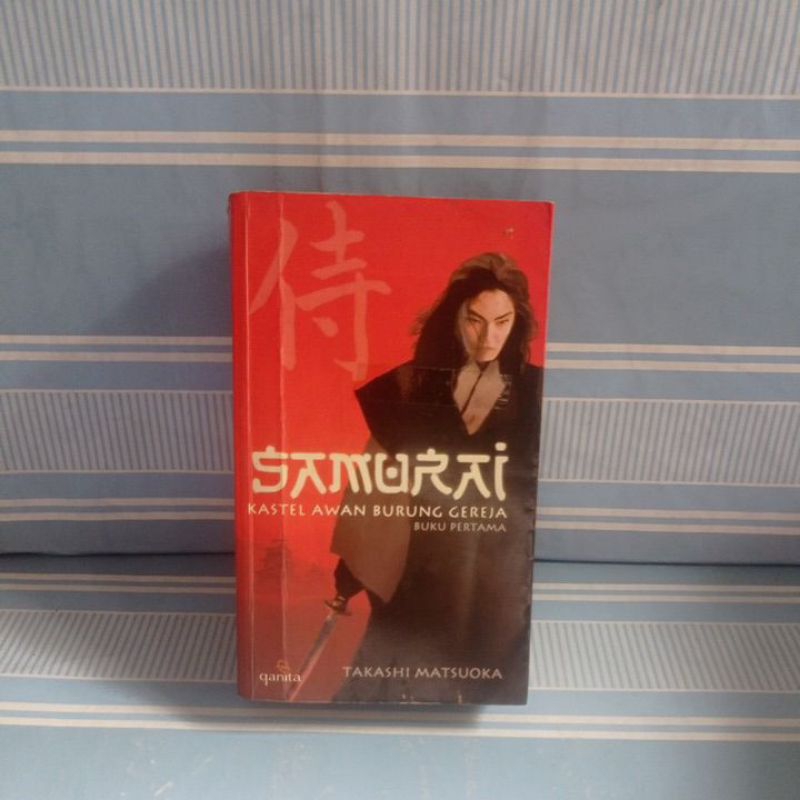 侍
SAMURAI
KASTEL AWAN BURUNG GEREJA
BUKU PERTAMA
qanita
TAKASHI MATSUOKA